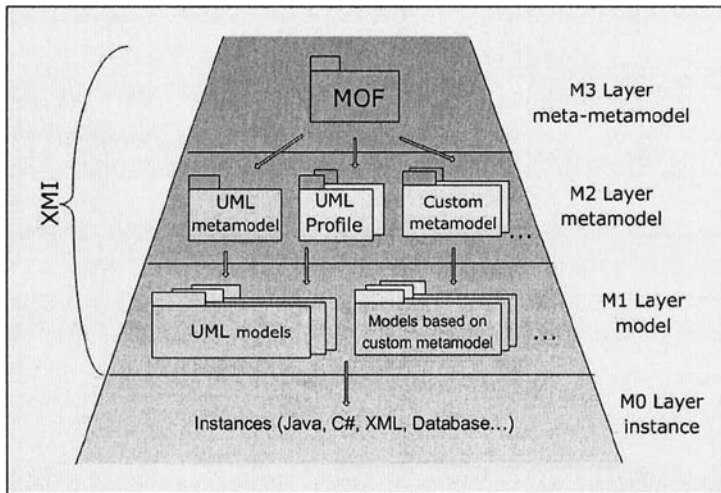 XMI
MOF
M3 Layer
meta-metamodel
UML
metamodel
UML
Profile
Custom
metamodel
...
M2 Layer
metamodel
UML models
Models based on
custom metamodel
...
M1 Layer
model
Instances (Java, C#, XML, Database...)
M0 Layer
instance